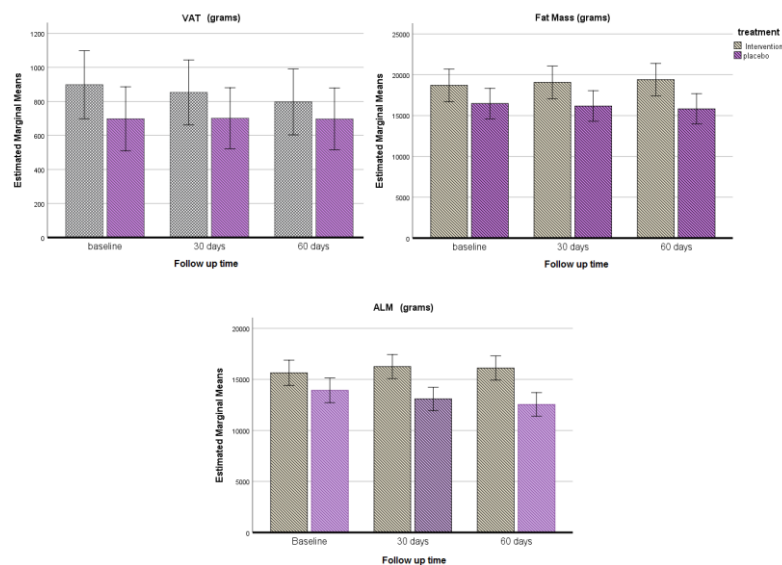 VAT (grams)
Estimated Marginal Means
1200
1000
800
600
400
200
0
baseline
30 days
60 days
Follow up time
Fat Mass (grams)
Estimated Marginal Means
25000
20000
15000
10000
5000
0
baseline
30 days
60 days
Follow up time
treatment
Intervention
placebo
ALM (grams)
Estimated Marginal Means
20000
15000
10000
5000
0
Baseline
30 days
60 days
Follow up time